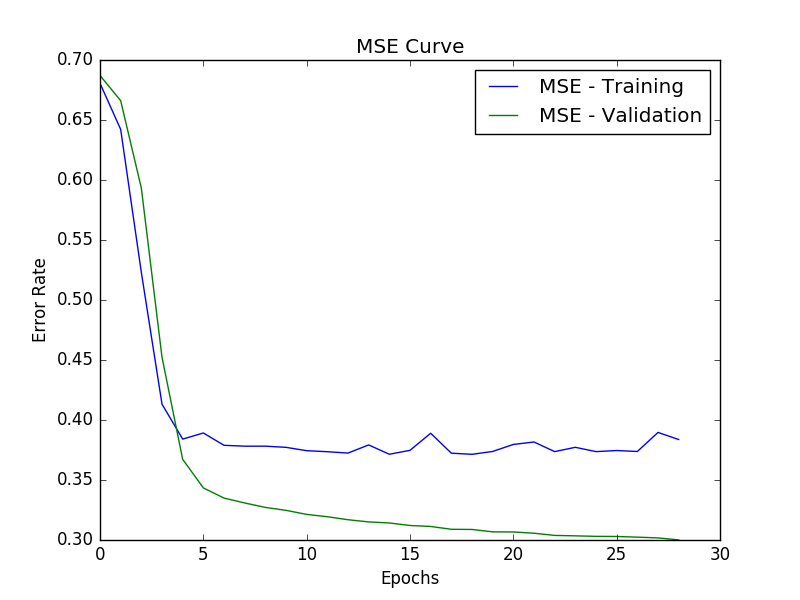 MSE Curve
0.70
0.65
0.60
0.55
0.50
0.45
0.40
0.35
0.30
Error Rate
MSE - Training
MSE - Validation
0 5 10 15 20 25 30
Epochs